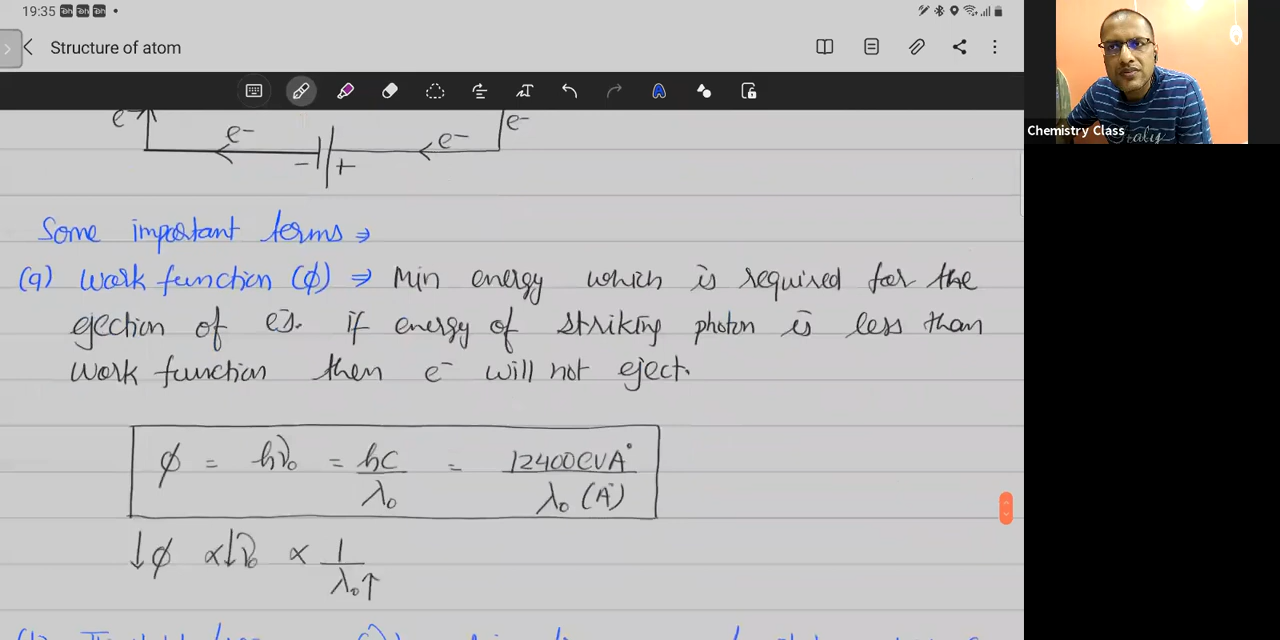 19:35
Structure of atom
Chemistry Class
e⁻ e⁻ e⁻ e⁻
− +
Some important terms ⇒
(a) Work function (ϕ) ⇒ Min energy which is required for the
ejection of e⁻s. if energy of striking photon is less than
work function then e⁻ will not eject.
ϕ = hν₀ = hc/λ₀ = 12400eVA°/λ₀(A°)
↓ϕ ∝ ↓ν₀ ∝ 1/λ₀↑